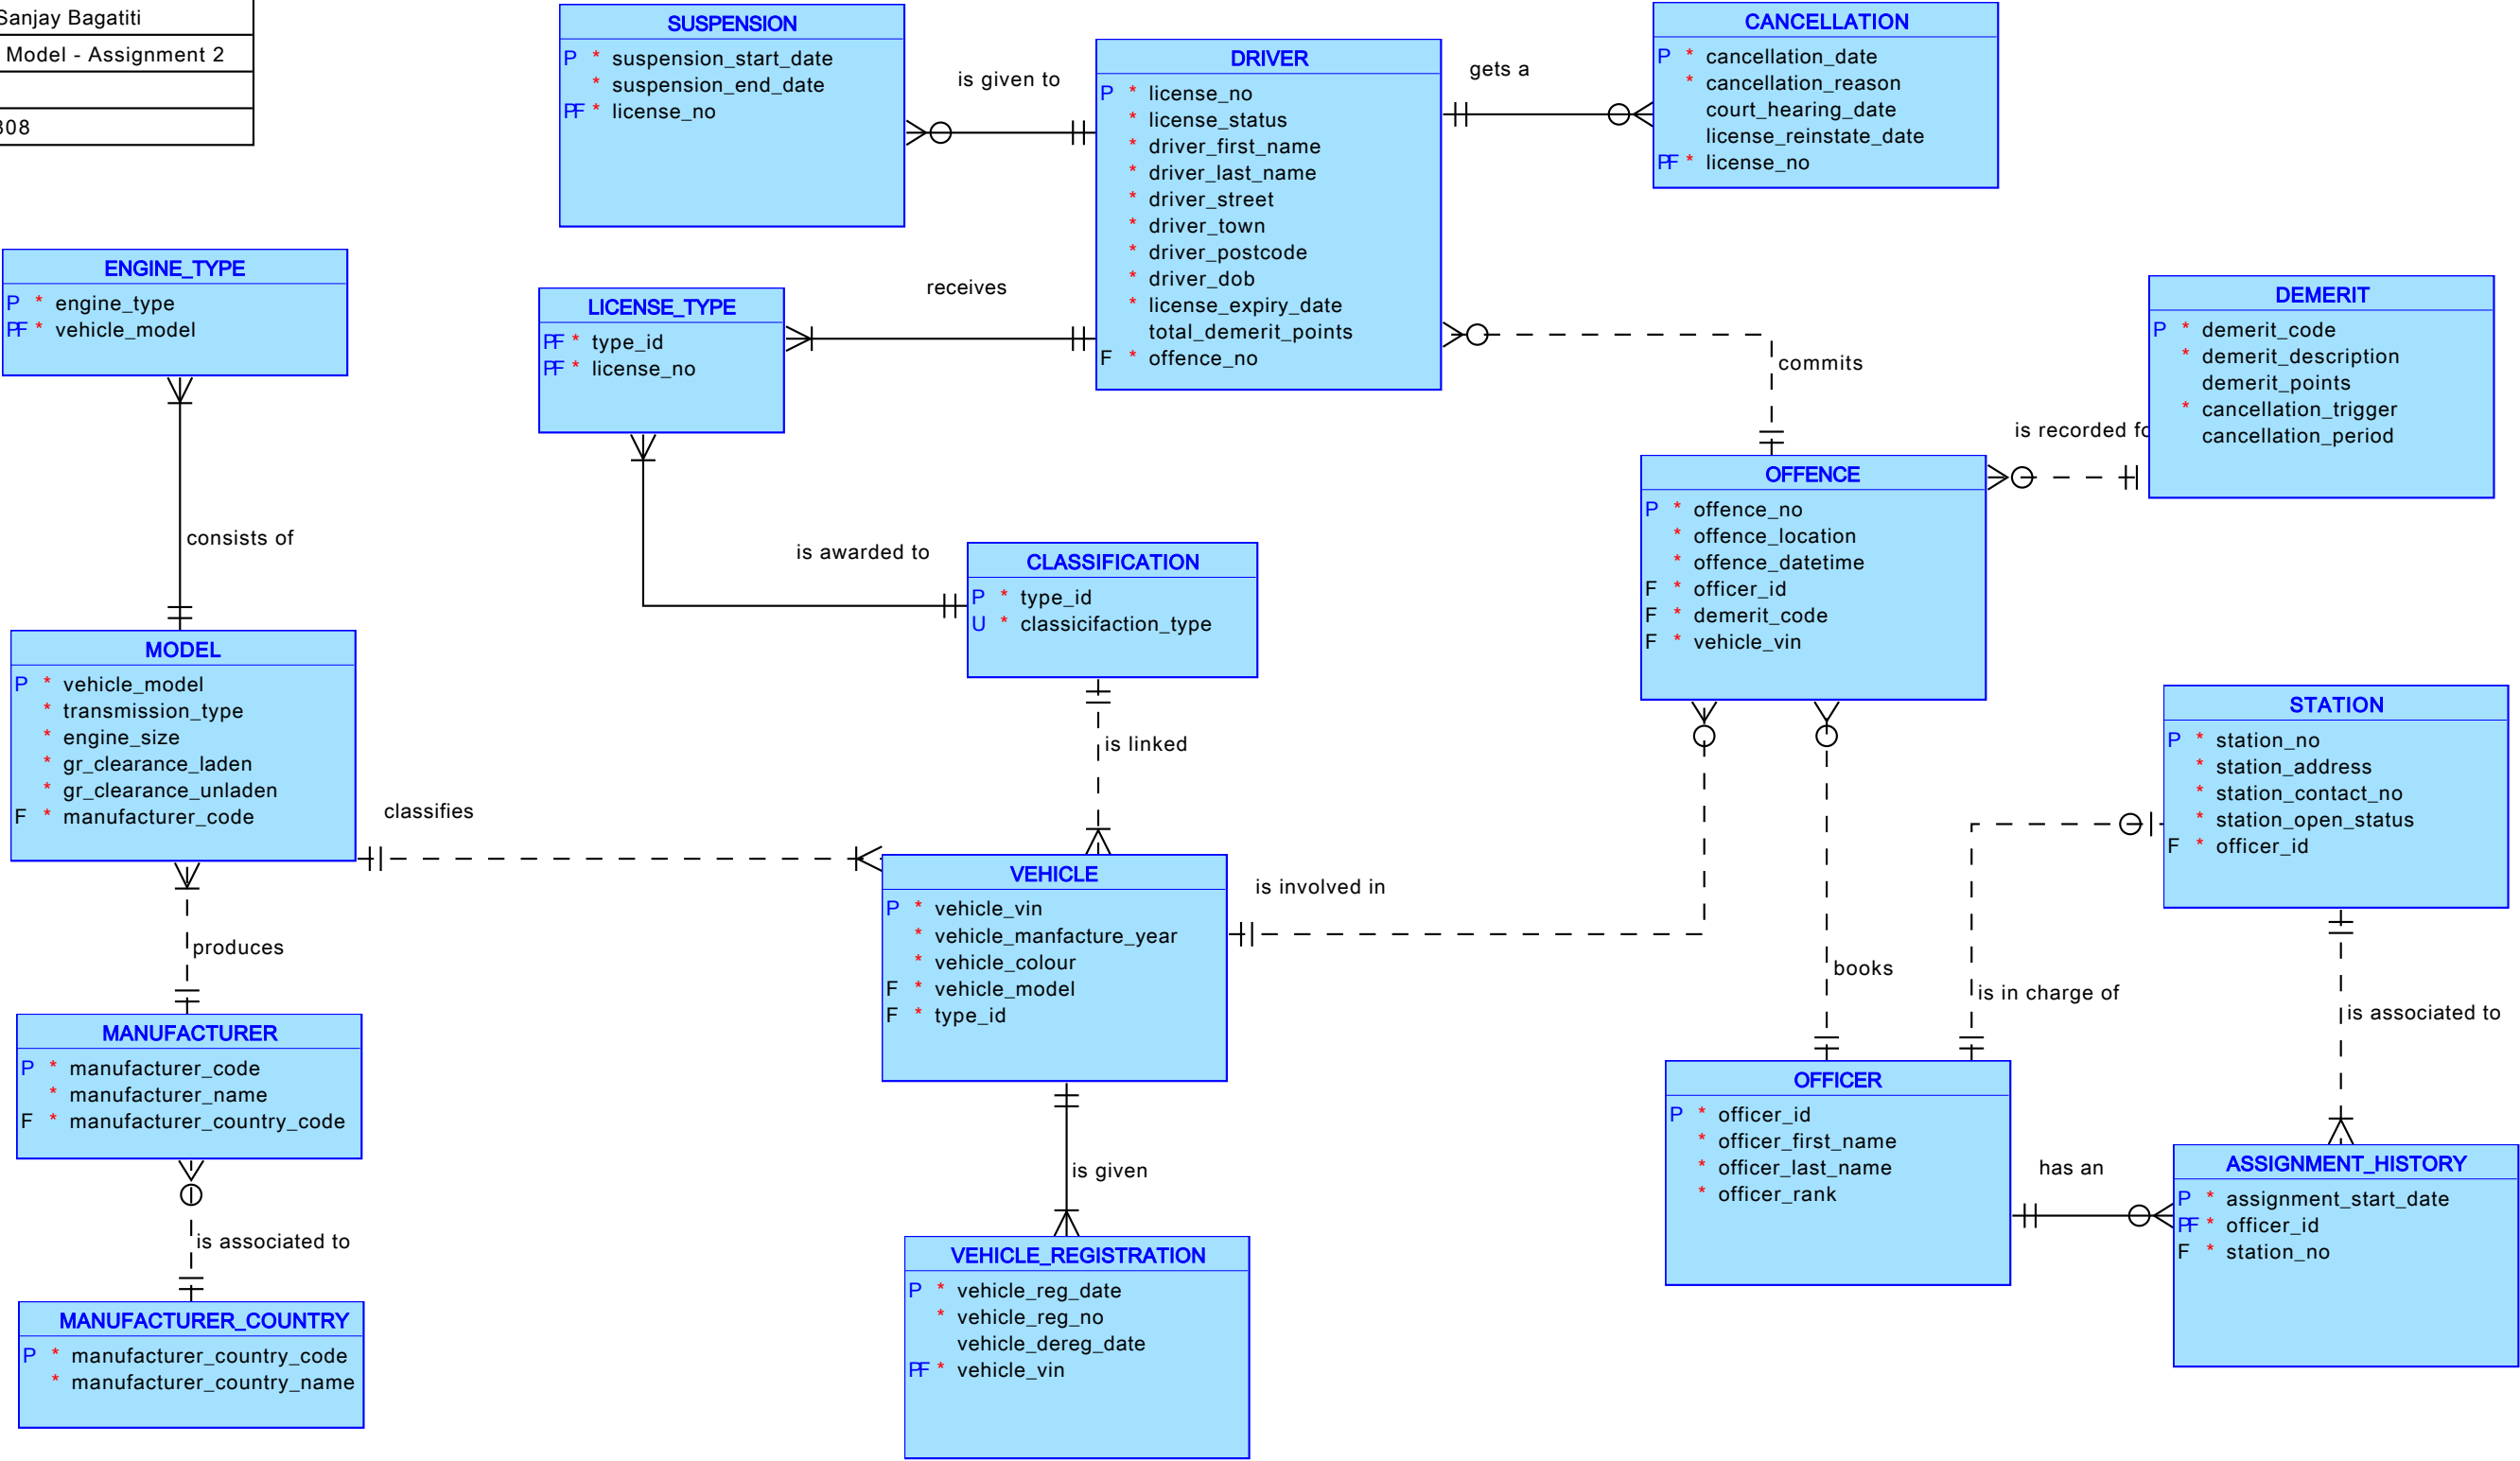 Sanjay Bagatiti
Model - Assignment 2
308
SUSPENSION
P * suspension_start_date
* suspension_end_date
PF * license_no
is given to
DRIVER
P * license_no
* license_status
* driver_first_name
* driver_last_name
* driver_street
* driver_town
* driver_postcode
* driver_dob
* license_expiry_date
total_demerit_points
F * offence_no
gets a
CANCELLATION
P * cancellation_date
* cancellation_reason
court_hearing_date
license_reinstate_date
PF * license_no
ENGINE_TYPE
P * engine_type
PF * vehicle_model
LICENSE_TYPE
PF * type_id
PF * license_no
receives
commits
DEMERIT
P * demerit_code
* demerit_description
demerit_points
* cancellation_trigger
cancellation_period
is recorded fo
OFFENCE
P * offence_no
* offence_location
* offence_datetime
F * officer_id
F * demerit_code
F * vehicle_vin
consists of
is awarded to
CLASSIFICATION
P * type_id
U * classicifaction_type
is linked
MODEL
P * vehicle_model
* transmission_type
* engine_size
* gr_clearance_laden
* gr_clearance_unladen
F * manufacturer_code
classifies
STATION
P * station_no
* station_address
* station_contact_no
* station_open_status
F * officer_id
VEHICLE
P * vehicle_vin
* vehicle_manfacture_year
* vehicle_colour
F * vehicle_model
F * type_id
is involved in
produces
books
is in charge of
is associated to
MANUFACTURER
P * manufacturer_code
* manufacturer_name
F * manufacturer_country_code
OFFICER
P * officer_id
* officer_first_name
* officer_last_name
* officer_rank
has an
ASSIGNMENT_HISTORY
P * assignment_start_date
PF * officer_id
F * station_no
is given
is associated to
VEHICLE_REGISTRATION
P * vehicle_reg_date
* vehicle_reg_no
vehicle_dereg_date
PF * vehicle_vin
MANUFACTURER_COUNTRY
P * manufacturer_country_code
* manufacturer_country_name